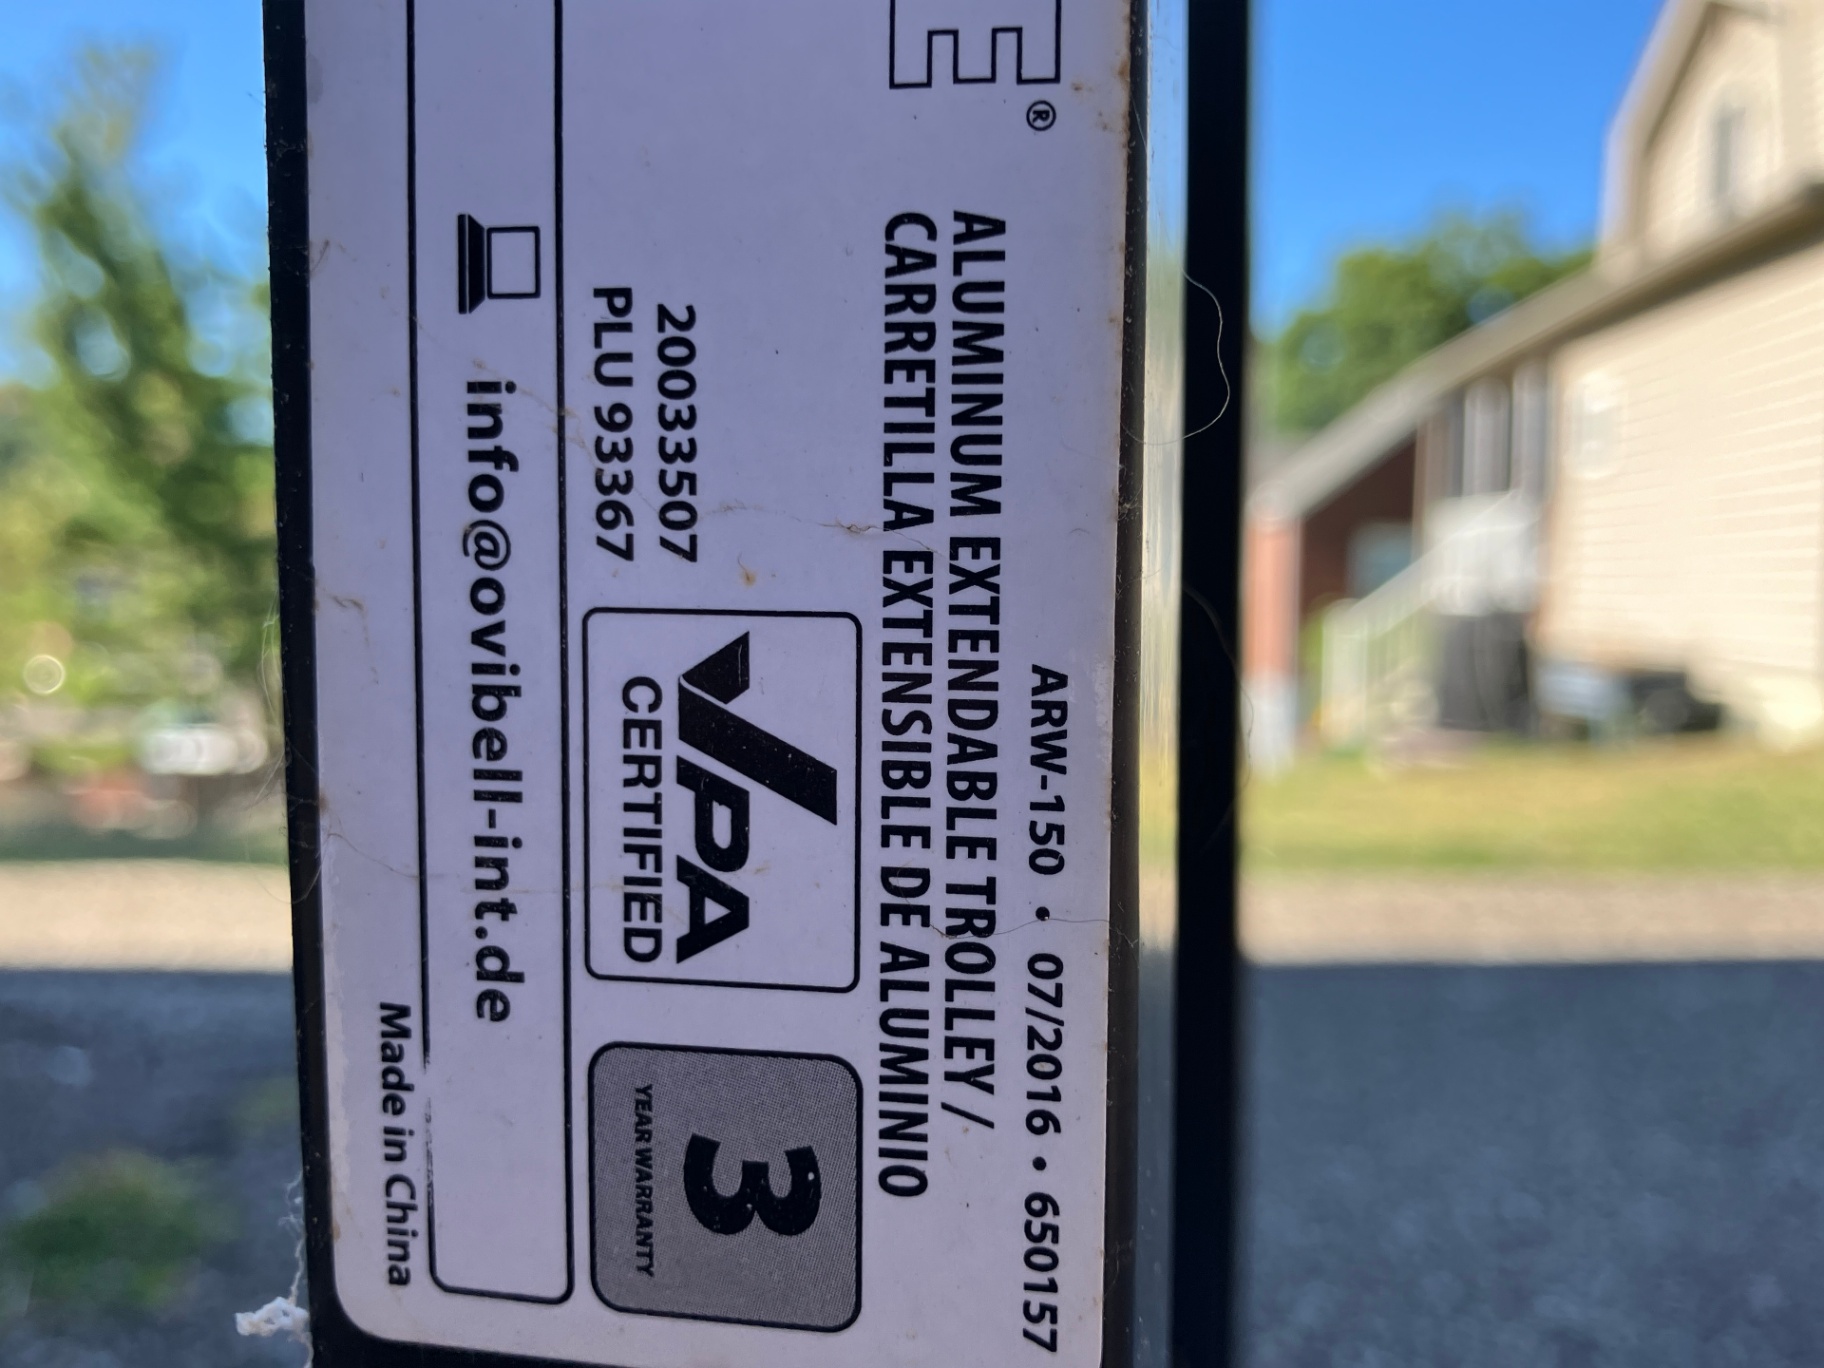 E®
ARW-150 • 07/2016 • 650157
ALUMINUM EXTENDABLE TROLLEY /
CARRETILLA EXTENSIBLE DE ALUMINIO
20033507
PLU 93367
VPA
CERTIFIED
3
YEAR WARRANTY
info@ovibell-int.de
Made in China